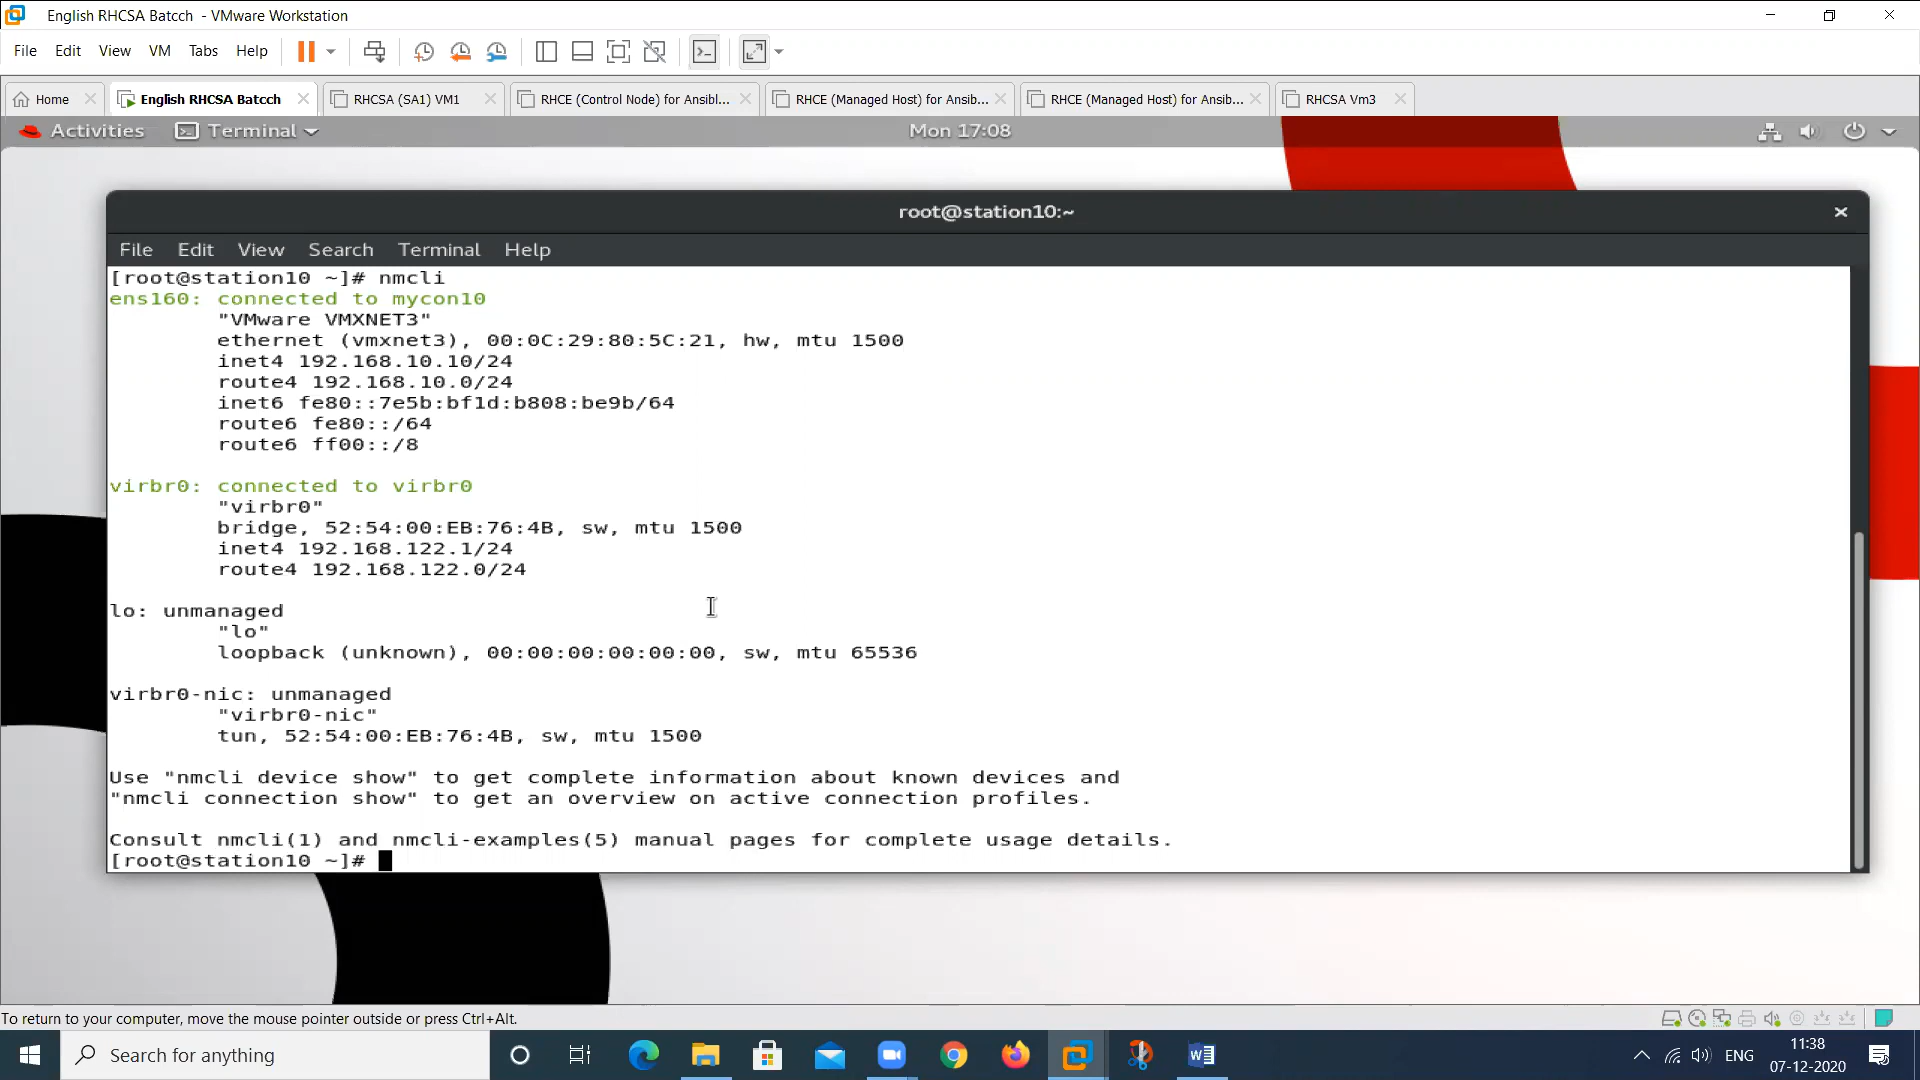 English RHCSA Batcch - VMware Workstation
File Edit View VM Tabs Help
Home English RHCSA Batcch RHCSA (SA1) VM1 RHCE (Control Node) for Ansibl... RHCE (Managed Host) for Ansib... RHCE (Managed Host) for Ansib... RHCSA Vm3
Activities Terminal Mon 17:08
root@station10:~
File Edit View Search Terminal Help
[root@station10 ~]# nmcli
ens160: connected to mycon10
"VMware VMXNET3"
ethernet (vmxnet3), 00:0C:29:80:5C:21, hw, mtu 1500
inet4 192.168.10.10/24
route4 192.168.10.0/24
inet6 fe80::7e5b:bf1d:b808:be9b/64
route6 fe80::/64
route6 ff00::/8
virbr0: connected to virbr0
"virbr0"
bridge, 52:54:00:EB:76:4B, sw, mtu 1500
inet4 192.168.122.1/24
route4 192.168.122.0/24
lo: unmanaged
"lo"
loopback (unknown), 00:00:00:00:00:00, sw, mtu 65536
virbr0-nic: unmanaged
"virbr0-nic"
tun, 52:54:00:EB:76:4B, sw, mtu 1500
Use "nmcli device show" to get complete information about known devices and
"nmcli connection show" to get an overview on active connection profiles.
Consult nmcli(1) and nmcli-examples(5) manual pages for complete usage details.
[root@station10 ~]#
To return to your computer, move the mouse pointer outside or press Ctrl+Alt.
Search for anything
ENG
11:38
07-12-2020